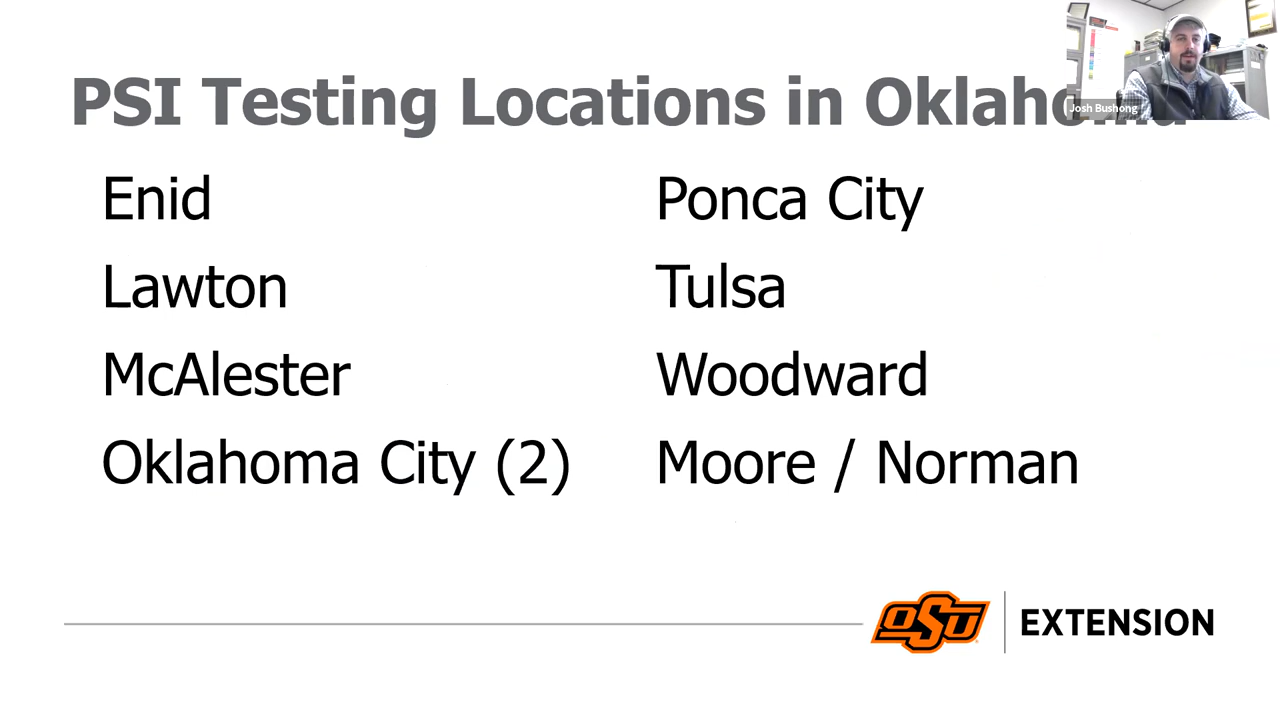 PSI Testing Locations in Oklahoma
Josh Bushong
Enid
Lawton
McAlester
Oklahoma City (2)
Ponca City
Tulsa
Woodward
Moore / Norman
OSU
EXTENSION